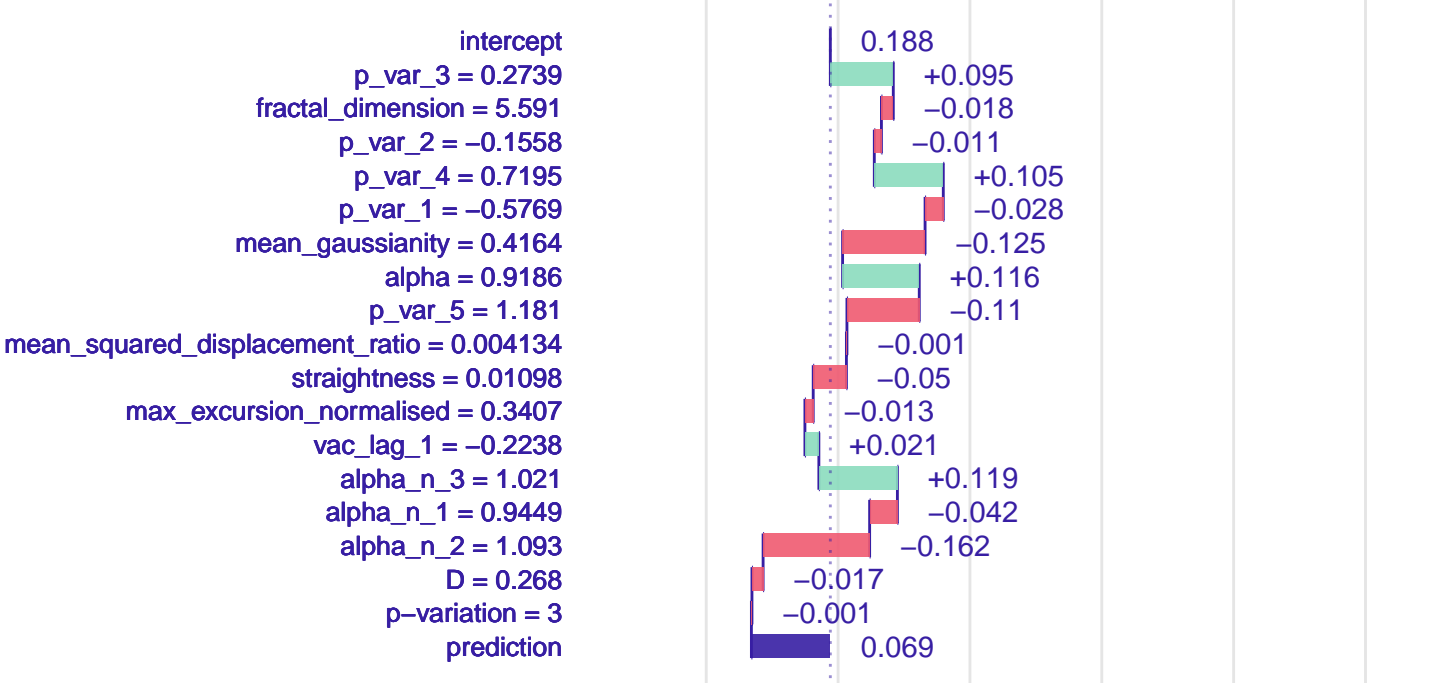 intercept 0.188
p_var_3 = 0.2739 +0.095
fractal_dimension = 5.591 −0.018
p_var_2 = −0.1558 −0.011
p_var_4 = 0.7195 +0.105
p_var_1 = −0.5769 −0.028
mean_gaussianity = 0.4164 −0.125
alpha = 0.9186 +0.116
p_var_5 = 1.181 −0.11
mean_squared_displacement_ratio = 0.004134 −0.001
straightness = 0.01098 −0.05
max_excursion_normalised = 0.3407 −0.013
vac_lag_1 = −0.2238 +0.021
alpha_n_3 = 1.021 +0.119
alpha_n_1 = 0.9449 −0.042
alpha_n_2 = 1.093 −0.162
D = 0.268 −0.017
p−variation = 3 −0.001
prediction 0.069